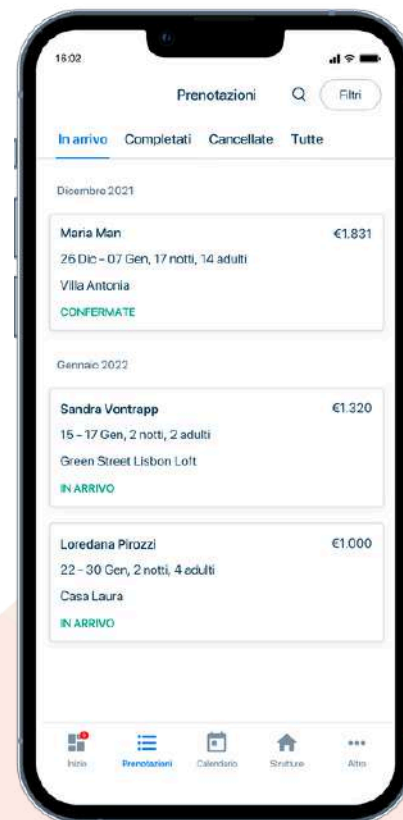 16:02
Prenotazioni
Filtri
In arrivo Completati Cancellate Tutte
Dicembre 2021
Maria Man €1.831
26 Dic - 07 Gen, 17 notti, 14 adulti
Villa Antonia
CONFERMATE
Gennaio 2022
Sandra Vontrapp €1.320
15 - 17 Gen, 2 notti, 2 adulti
Green Street Lisbon Loft
IN ARRIVO
Loredana Pirozzi €1.000
22 - 30 Gen, 2 notti, 4 adulti
Casa Laura
IN ARRIVO
Inizio Prenotazioni Calendario Strutture Altro